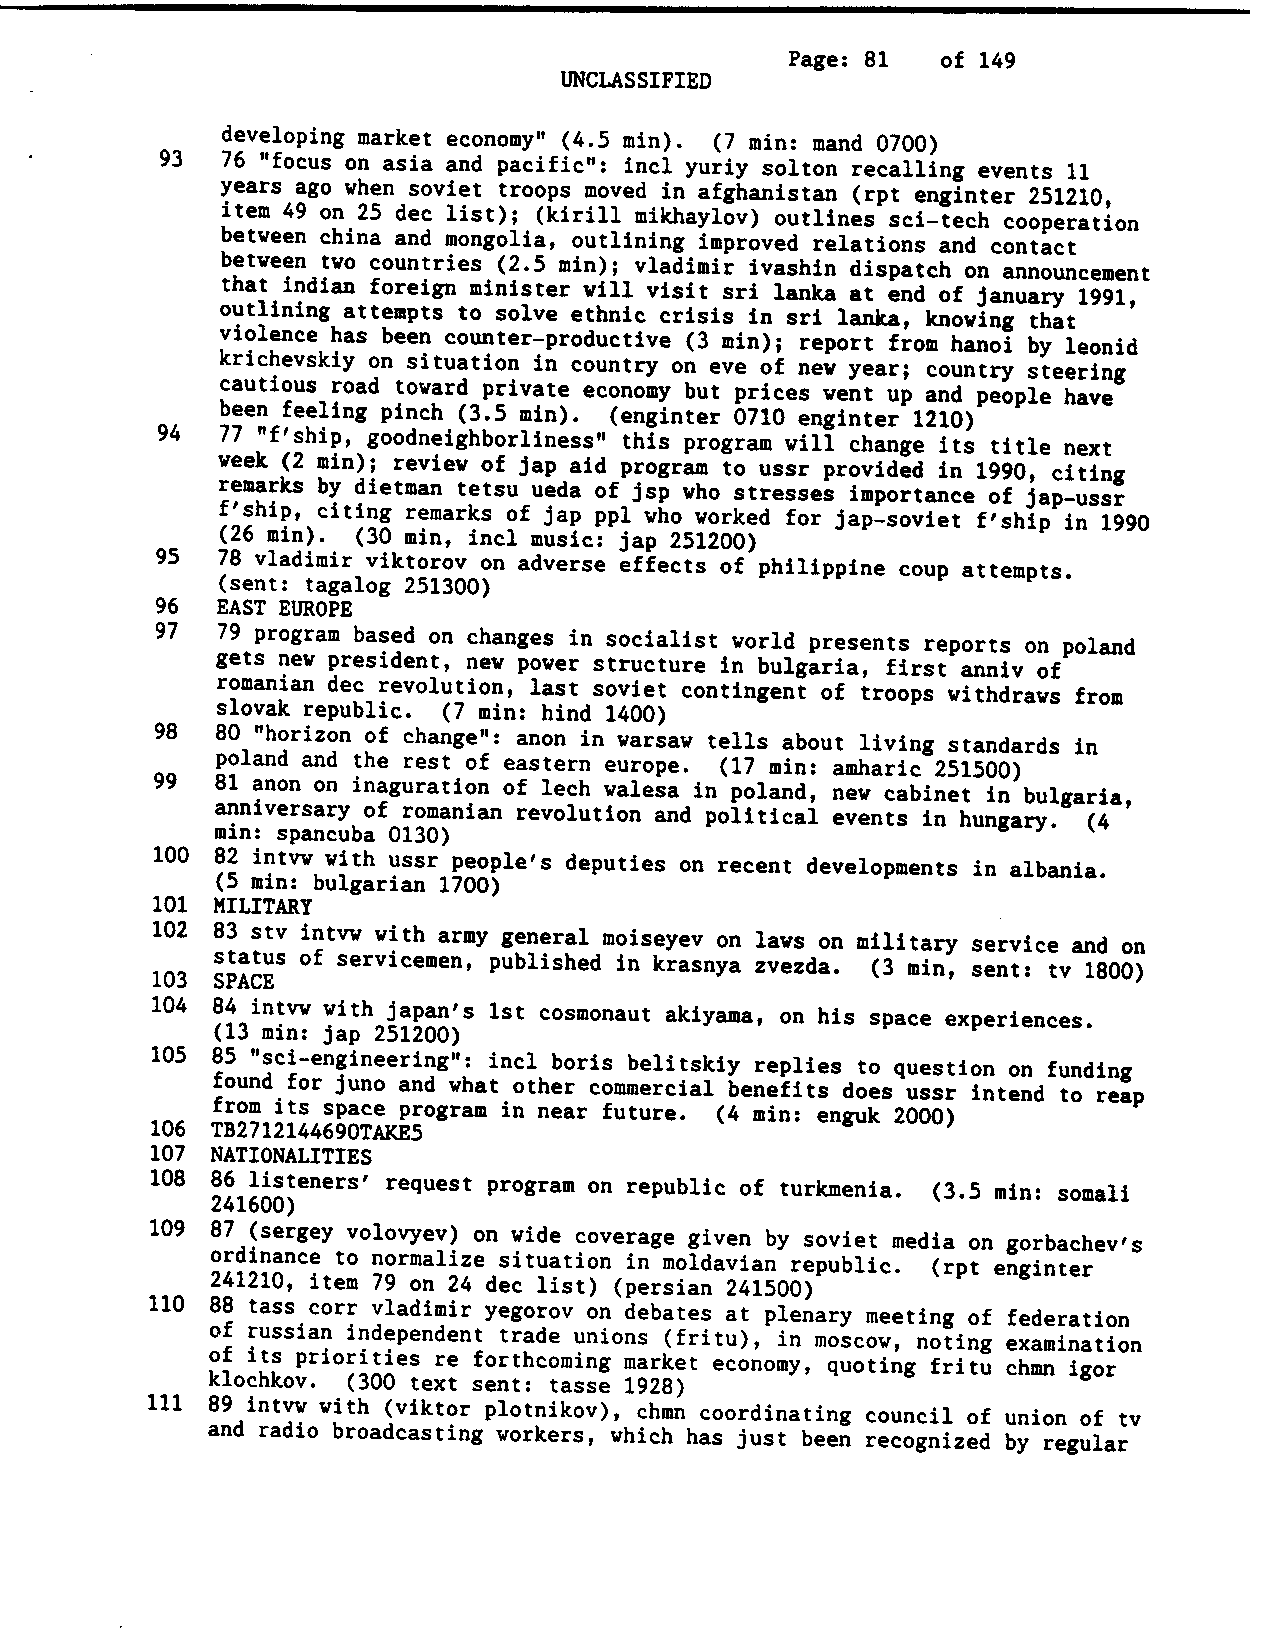 Page: 81 of 149
UNCLASSIFIED
developing market economy" (4.5 min). (7 min: mand 0700)
93 76 "focus on asia and pacific": incl yuriy solton recalling events 11
years ago when soviet troops moved in afghanistan (rpt enginter 251210,
item 49 on 25 dec list); (kirill mikhaylov) outlines sci-tech cooperation
between china and mongolia, outlining improved relations and contact
between two countries (2.5 min); vladimir ivashin dispatch on announcement
that indian foreign minister will visit sri lanka at end of january 1991,
outlining attempts to solve ethnic crisis in sri lanka, knowing that
violence has been counter-productive (3 min); report from hanoi by leonid
krichevskiy on situation in country on eve of new year; country steering
cautious road toward private economy but prices went up and people have
been feeling pinch (3.5 min). (enginter 0710 enginter 1210)
94 77 "f'ship, goodneighborliness" this program will change its title next
week (2 min); review of jap aid program to ussr provided in 1990, citing
remarks by dietman tetsu ueda of jsp who stresses importance of jap-ussr
f'ship, citing remarks of jap ppl who worked for jap-soviet f'ship in 1990
(26 min). (30 min, incl music: jap 251200)
95 78 vladimir viktorov on adverse effects of philippine coup attempts.
(sent: tagalog 251300)
96 EAST EUROPE
97 79 program based on changes in socialist world presents reports on poland
gets new president, new power structure in bulgaria, first anniv of
romanian dec revolution, last soviet contingent of troops withdraws from
slovak republic. (7 min: hind 1400)
98 80 "horizon of change": anon in warsaw tells about living standards in
poland and the rest of eastern europe. (17 min: amharic 251500)
99 81 anon on inaguration of lech walesa in poland, new cabinet in bulgaria,
anniversary of romanian revolution and political events in hungary. (4
min: spancuba 0130)
100 82 intvw with ussr people's deputies on recent developments in albania.
(5 min: bulgarian 1700)
101 MILITARY
102 83 stv intvw with army general moiseyev on laws on military service and on
status of servicemen, published in krasnya zvezda. (3 min, sent: tv 1800)
103 SPACE
104 84 intvw with japan's 1st cosmonaut akiyama, on his space experiences.
(13 min: jap 251200)
105 85 "sci-engineering": incl boris belitskiy replies to question on funding
found for juno and what other commercial benefits does ussr intend to reap
from its space program in near future. (4 min: enguk 2000)
106 TB2712144690TAKE5
107 NATIONALITIES
108 86 listeners' request program on republic of turkmenia. (3.5 min: somali
241600)
109 87 (sergey volovyev) on wide coverage given by soviet media on gorbachev's
ordinance to normalize situation in moldavian republic. (rpt enginter
241210, item 79 on 24 dec list) (persian 241500)
110 88 tass corr vladimir yegorov on debates at plenary meeting of federation
of russian independent trade unions (fritu), in moscow, noting examination
of its priorities re forthcoming market economy, quoting fritu chmn igor
klochkov. (300 text sent: tasse 1928)
111 89 intvw with (viktor plotnikov), chmn coordinating council of union of tv
and radio broadcasting workers, which has just been recognized by regular